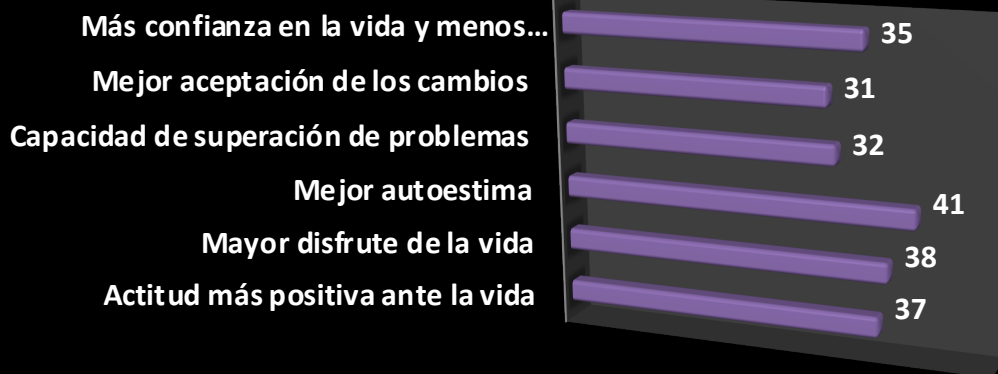 Más confianza en la vida y menos... 35
Mejor aceptación de los cambios 31
Capacidad de superación de problemas 32
Mejor autoestima 41
Mayor disfrute de la vida 38
Actitud más positiva ante la vida 37